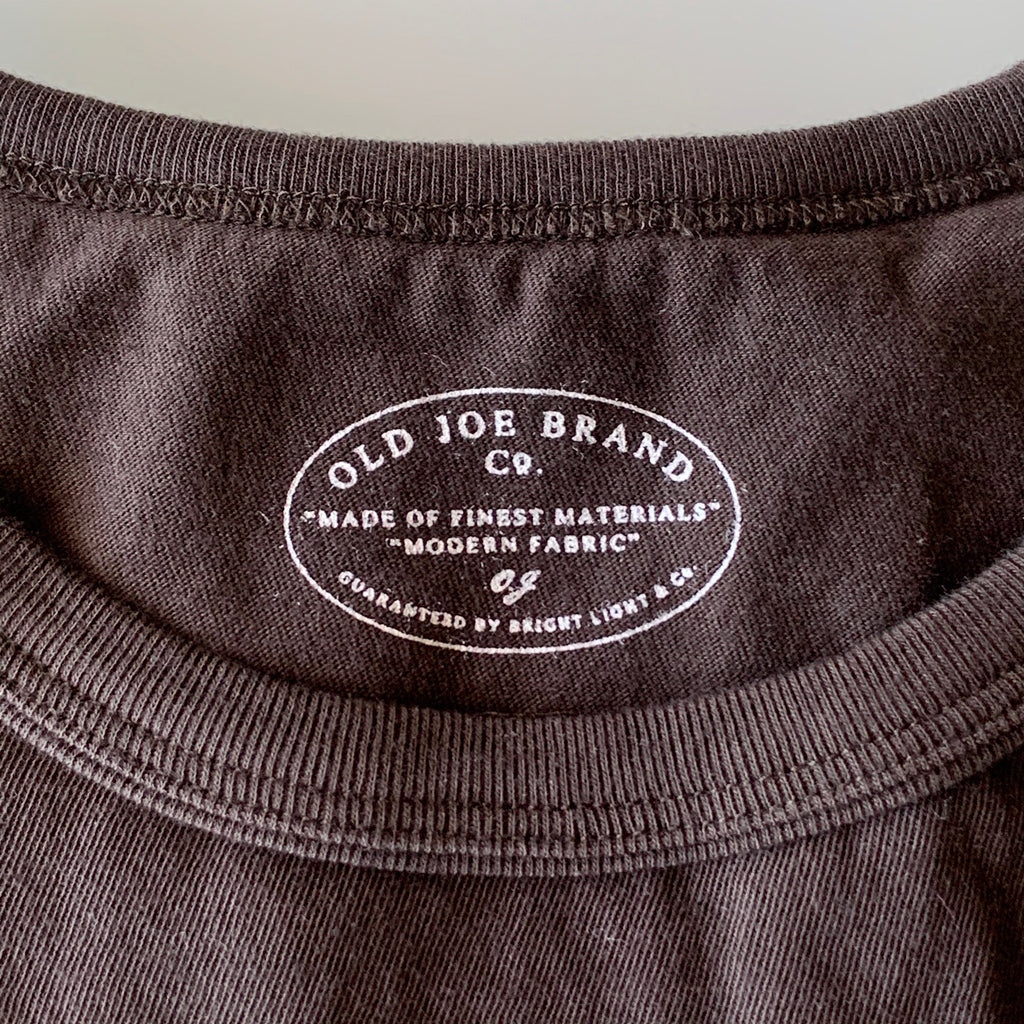 OLD JOE BRAND
Co.
"MADE OF FINEST MATERIALS"
"MODERN FABRIC"
OJ
GUARANTEED BY BRIGHT LIGHT & Co.